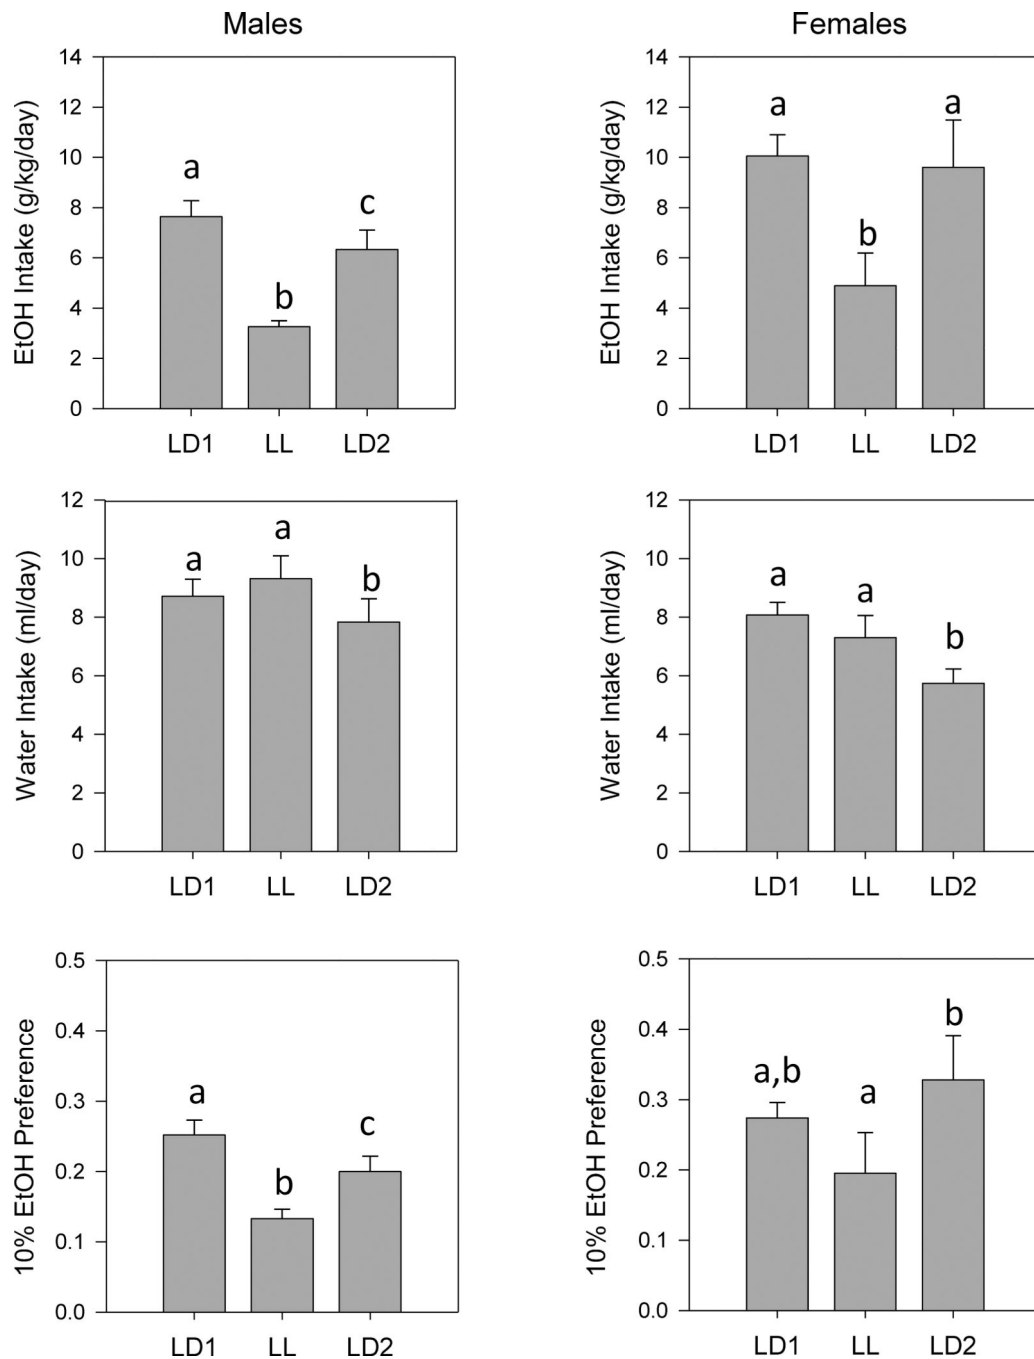 Males
EtOH Intake (g/kg/day)
14
12
10
8
6
4
2
0
a
b
c
LD1 LL LD2
Females
EtOH Intake (g/kg/day)
14
12
10
8
6
4
2
0
a
b
a
LD1 LL LD2
Water Intake (ml/day)
12
10
8
6
4
2
0
a
a
b
LD1 LL LD2
Water Intake (ml/day)
12
10
8
6
4
2
0
a
a
b
LD1 LL LD2
10% EtOH Preference
0.5
0.4
0.3
0.2
0.1
0.0
a
b
c
LD1 LL LD2
10% EtOH Preference
0.5
0.4
0.3
0.2
0.1
0.0
a,b
a
b
LD1 LL LD2